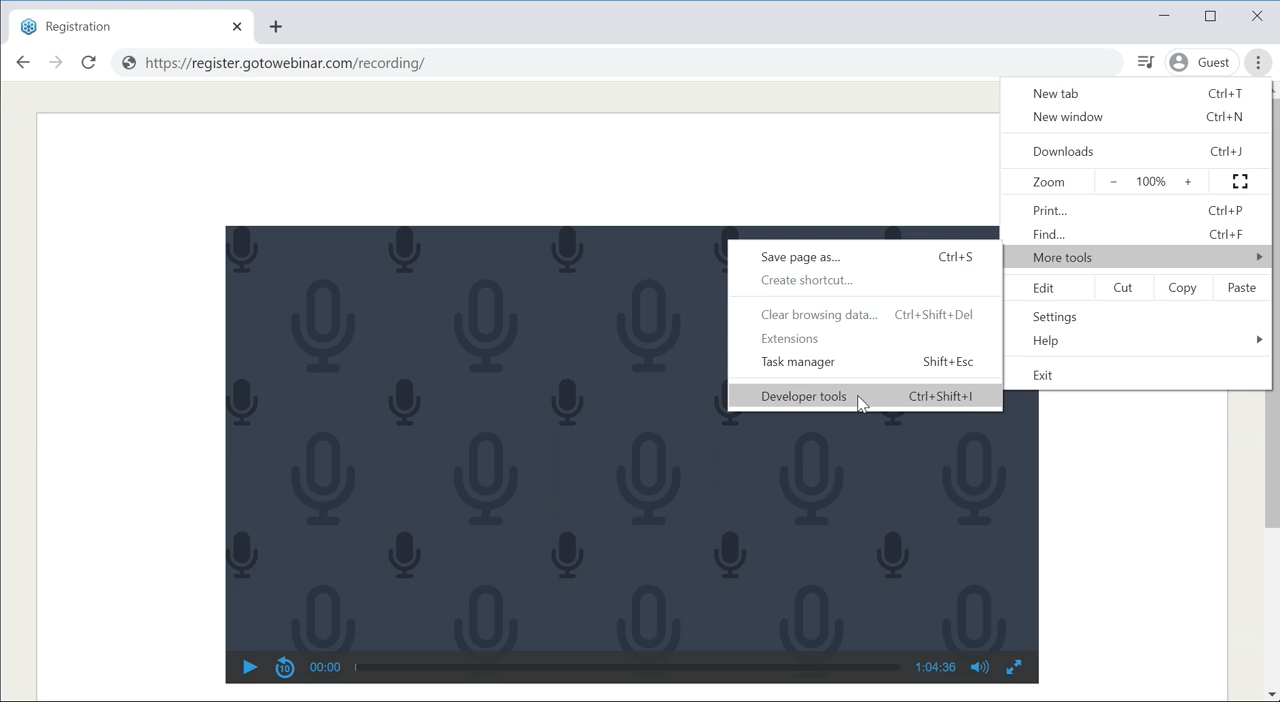 Registration
https://register.gotowebinar.com/recording/
Guest
New tab Ctrl+T
New window Ctrl+N
Downloads Ctrl+J
Zoom - 100% +
Print... Ctrl+P
Find... Ctrl+F
More tools
Edit Cut Copy Paste
Settings
Help
Exit
Save page as... Ctrl+S
Create shortcut...
Clear browsing data... Ctrl+Shift+Del
Extensions
Task manager Shift+Esc
Developer tools Ctrl+Shift+I
10 00:00 1:04:36